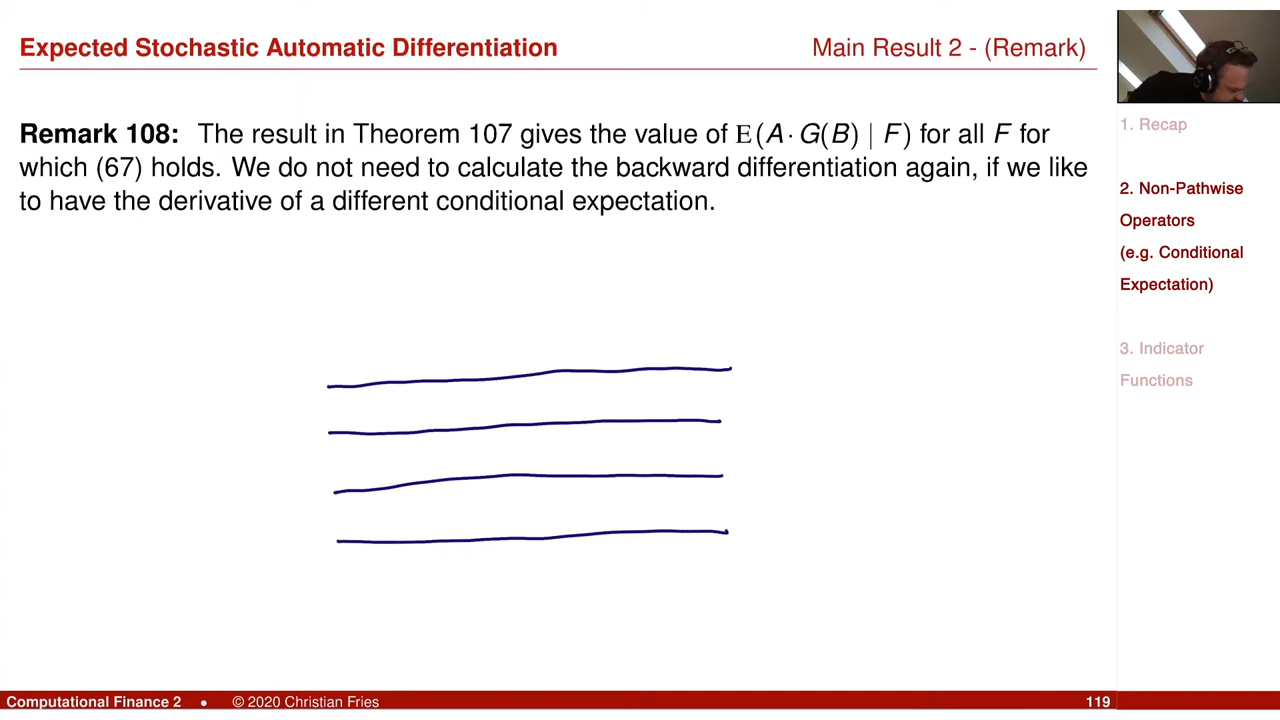 Expected Stochastic Automatic Differentiation
Main Result 2 - (Remark)
Remark 108: The result in Theorem 107 gives the value of E(A · G(B) | F) for all F for
which (67) holds. We do not need to calculate the backward differentiation again, if we like
to have the derivative of a different conditional expectation.
1. Recap
2. Non-Pathwise
Operators
(e.g. Conditional
Expectation)
3. Indicator
Functions
Computational Finance 2 • © 2020 Christian Fries
119